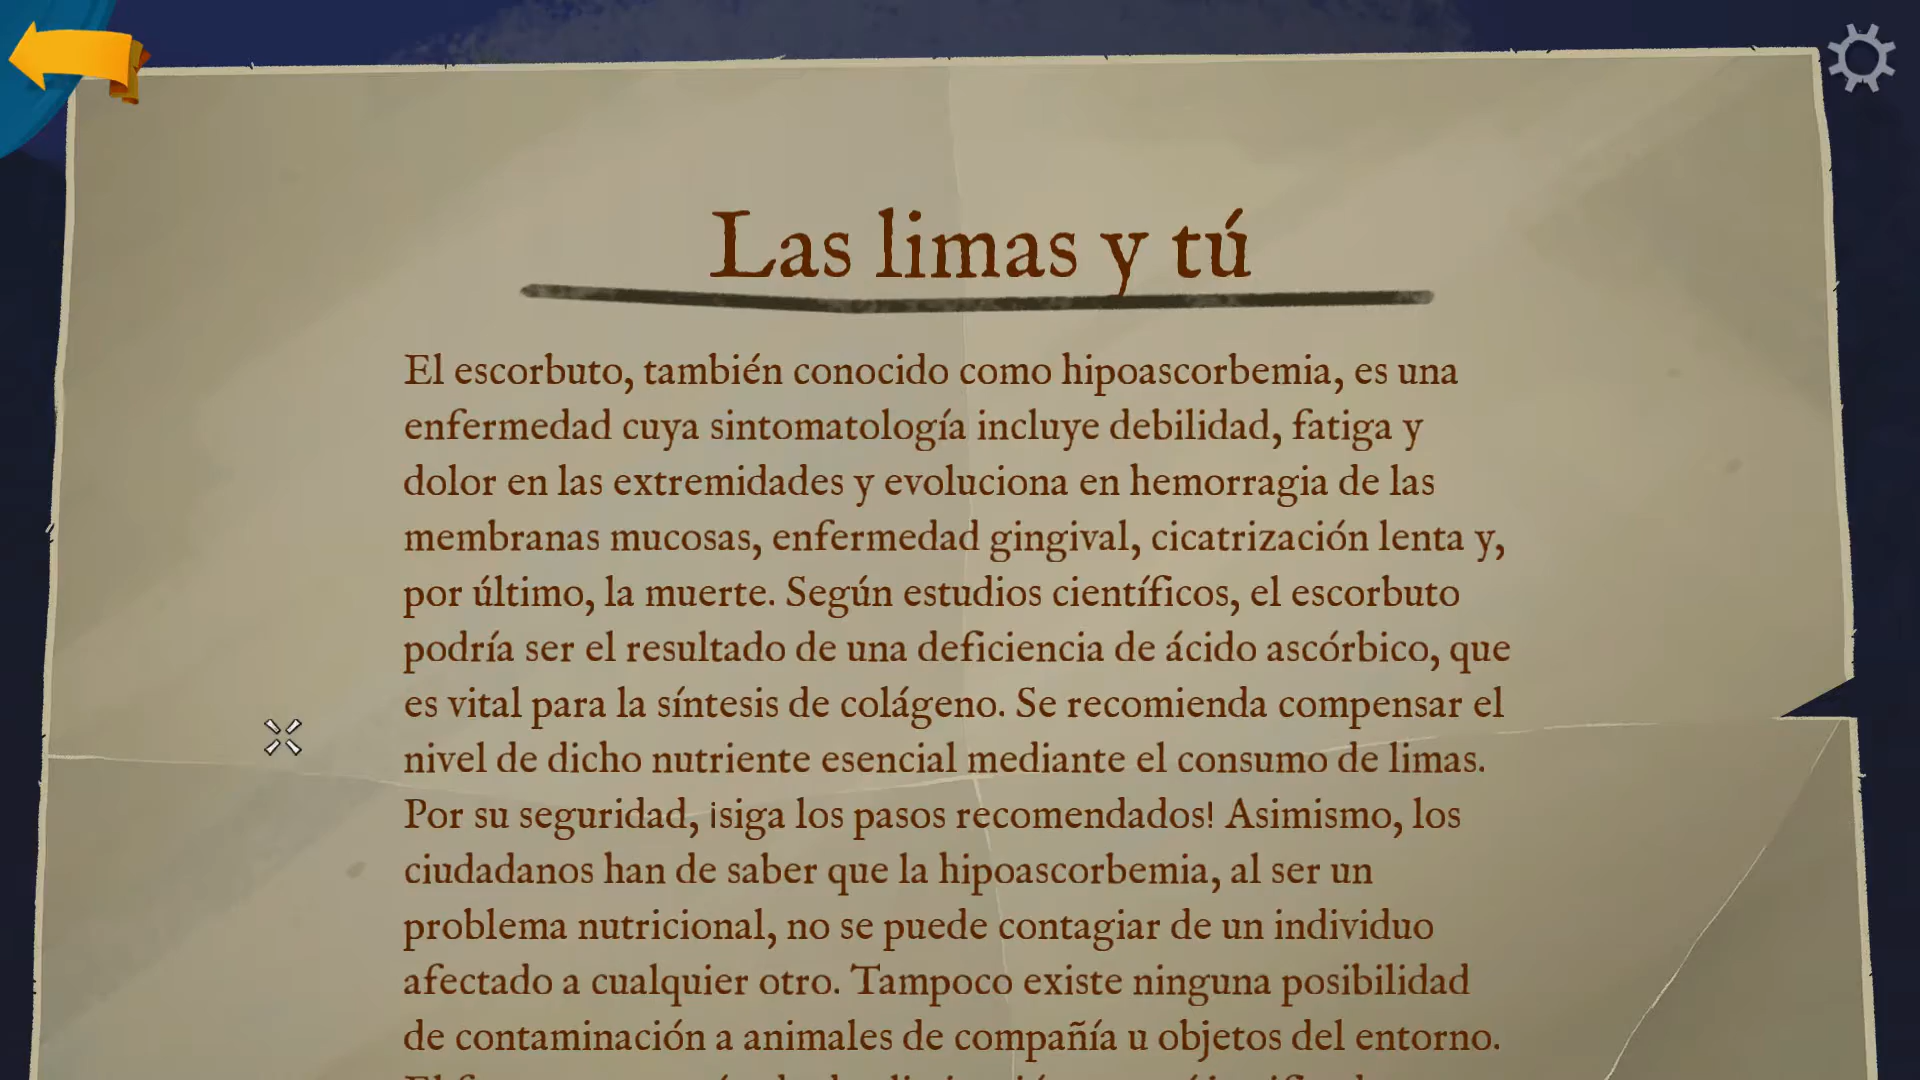 Las limas y tú
El escorbuto, también conocido como hipoascorbemia, es una
enfermedad cuya sintomatología incluye debilidad, fatiga y
dolor en las extremidades y evoluciona en hemorragia de las
membranas mucosas, enfermedad gingival, cicatrización lenta y,
por último, la muerte. Según estudios científicos, el escorbuto
podría ser el resultado de una deficiencia de ácido ascórbico, que
es vital para la síntesis de colágeno. Se recomienda compensar el
nivel de dicho nutriente esencial mediante el consumo de limas.
Por su seguridad, ¡siga los pasos recomendados! Asimismo, los
ciudadanos han de saber que la hipoascorbemia, al ser un
problema nutricional, no se puede contagiar de un individuo
afectado a cualquier otro. Tampoco existe ninguna posibilidad
de contaminación a animales de compañía u objetos del entorno.